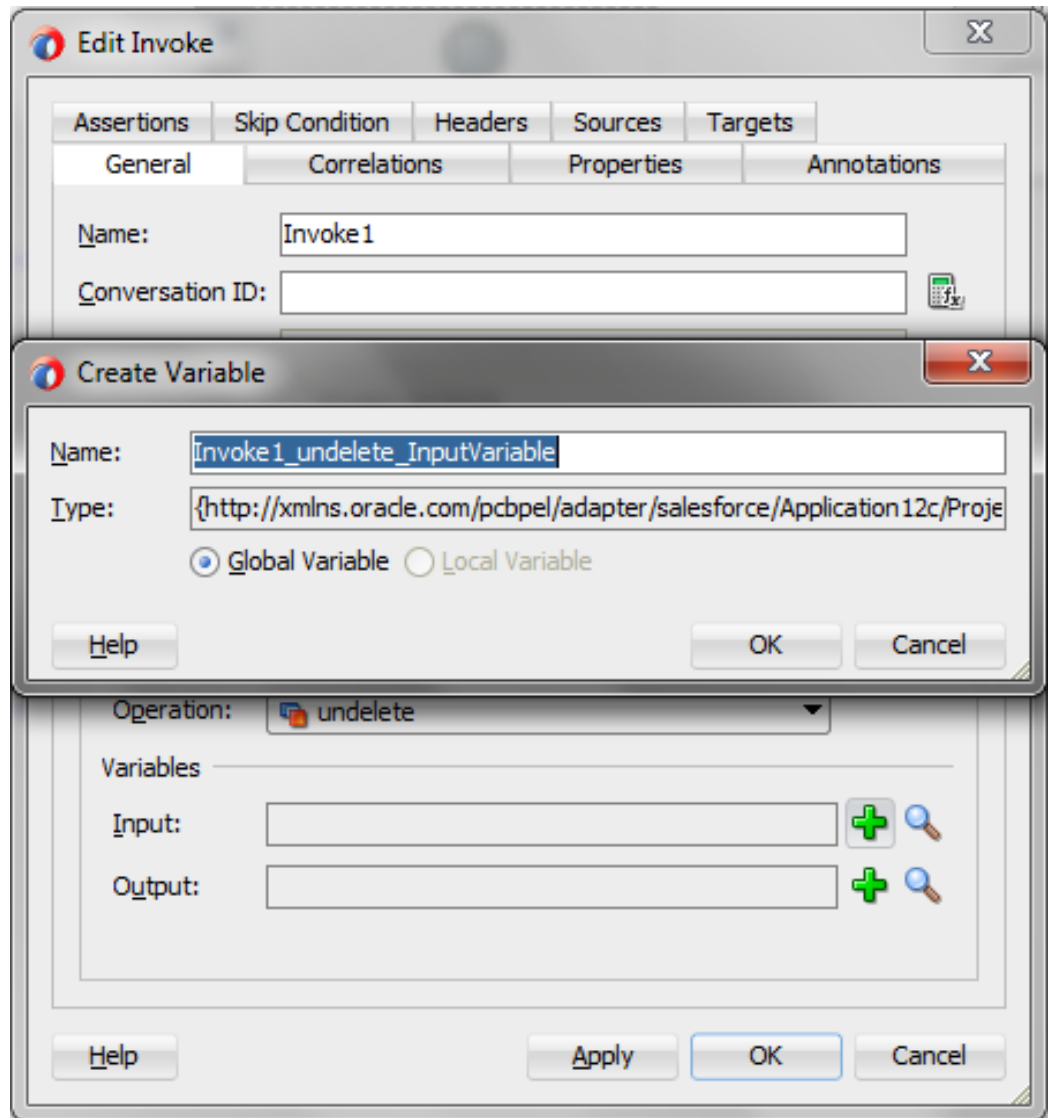 Edit Invoke
Assertions Skip Condition Headers Sources Targets
General Correlations Properties Annotations
Name: Invoke1
Conversation ID:
Create Variable
Name: Invoke1_undelete_InputVariable
Type: {http://xmlns.oracle.com/pcbpel/adapter/salesforce/Application12c/Proje
Global Variable Local Variable
Help OK Cancel
Operation: undelete
Variables
Input:
Output:
Help Apply OK Cancel